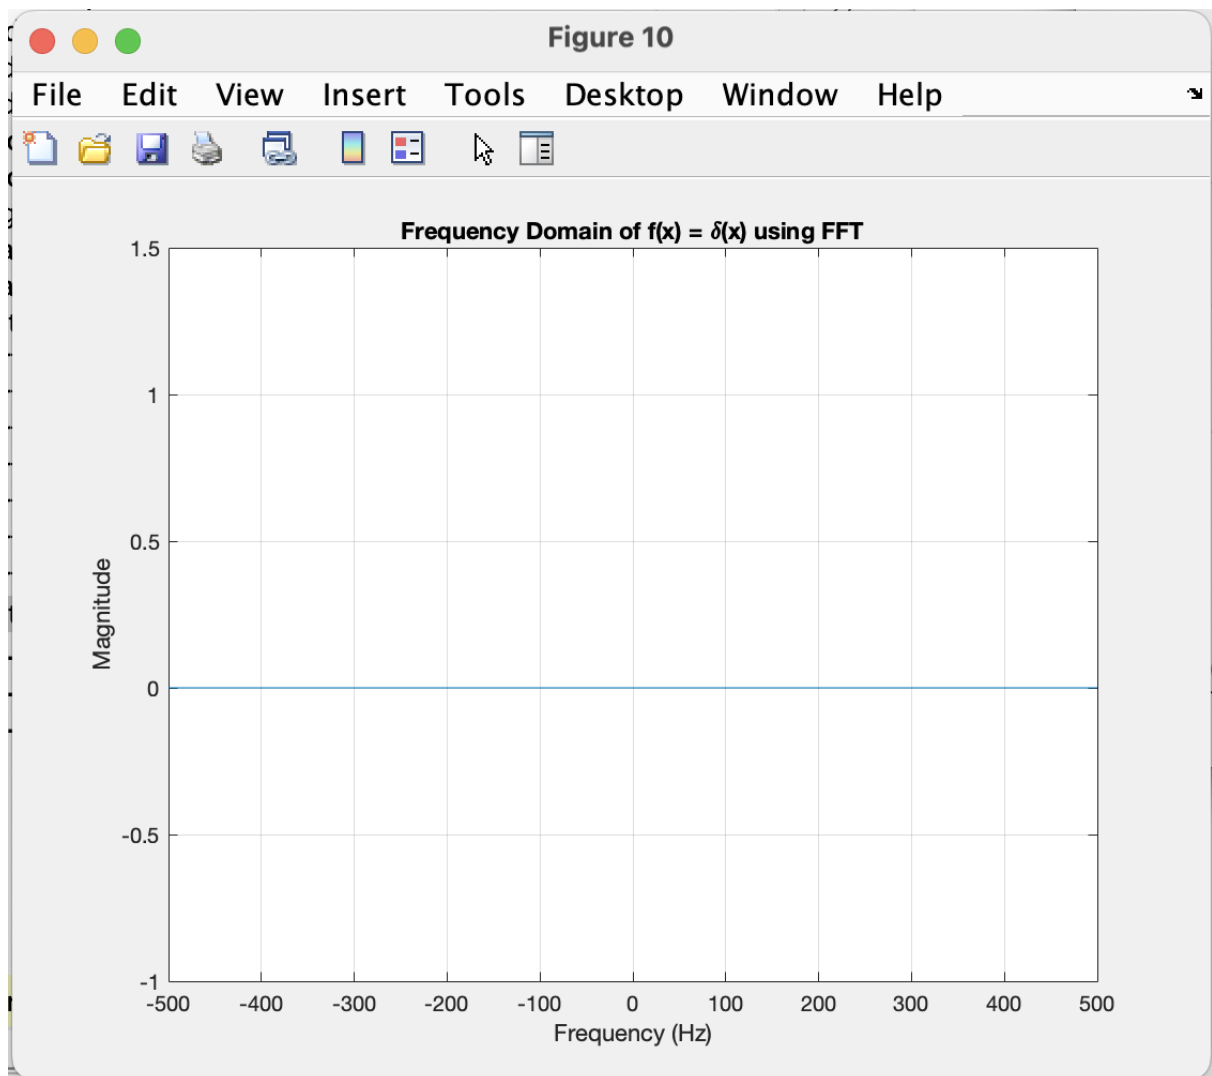 Figure 10
File Edit View Insert Tools Desktop Window Help
Frequency Domain of f(x) = δ(x) using FFT
1.5
1
0.5
0
-0.5
-1
Magnitude
-500 -400 -300 -200 -100 0 100 200 300 400 500
Frequency (Hz)